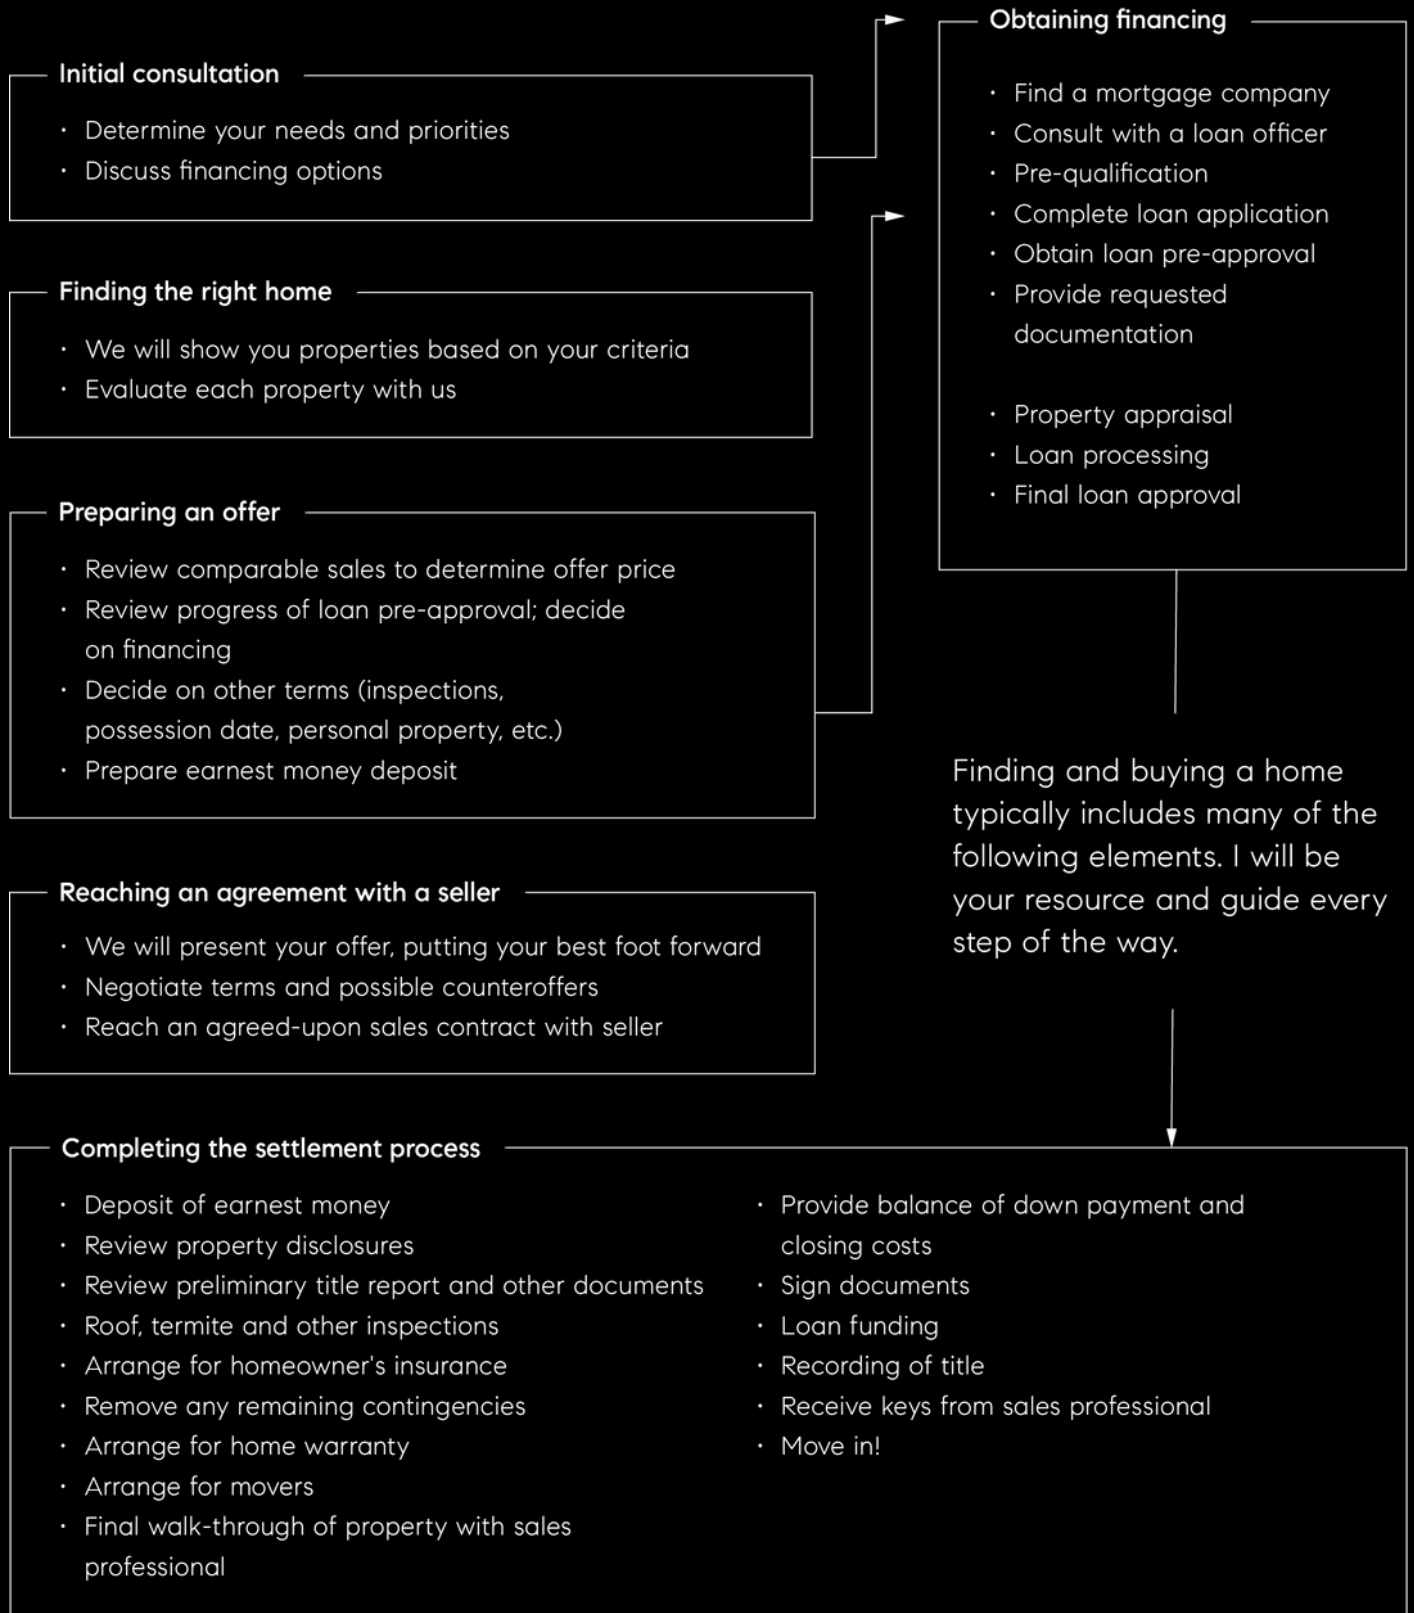 Initial consultation
· Determine your needs and priorities
· Discuss financing options
Finding the right home
· We will show you properties based on your criteria
· Evaluate each property with us
Preparing an offer
· Review comparable sales to determine offer price
· Review progress of loan pre-approval; decide
on financing
· Decide on other terms (inspections,
possession date, personal property, etc.)
· Prepare earnest money deposit
Reaching an agreement with a seller
· We will present your offer, putting your best foot forward
· Negotiate terms and possible counteroffers
· Reach an agreed-upon sales contract with seller
Obtaining financing
· Find a mortgage company
· Consult with a loan officer
· Pre-qualification
· Complete loan application
· Obtain loan pre-approval
· Provide requested
documentation
· Property appraisal
· Loan processing
· Final loan approval
Finding and buying a home
typically includes many of the
following elements. I will be
your resource and guide every
step of the way.
Completing the settlement process
· Deposit of earnest money
· Review property disclosures
· Review preliminary title report and other documents
· Roof, termite and other inspections
· Arrange for homeowner's insurance
· Remove any remaining contingencies
· Arrange for home warranty
· Arrange for movers
· Final walk-through of property with sales
professional
· Provide balance of down payment and
closing costs
· Sign documents
· Loan funding
· Recording of title
· Receive keys from sales professional
· Move in!